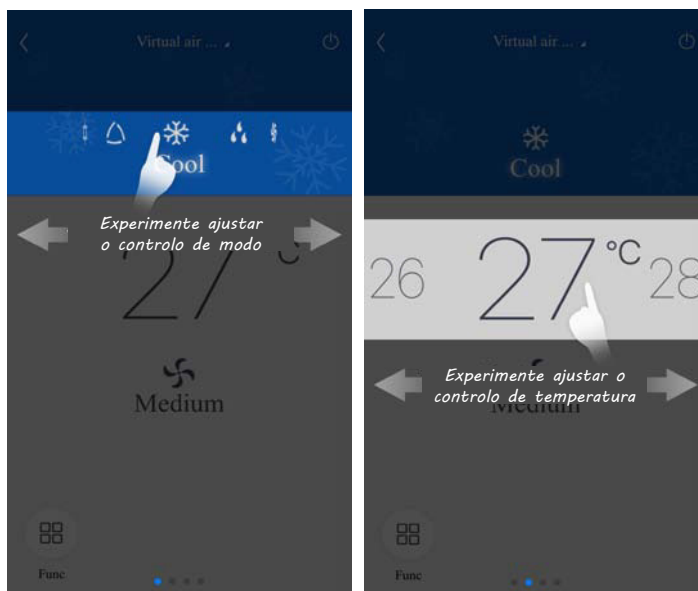 Virtual air ...
Cool
Experimente ajustar
o controlo de modo
27 °C
Medium
Func
Virtual air ...
Cool
26 27°C 28
Experimente ajustar o
controlo de temperatura
Medium
Func